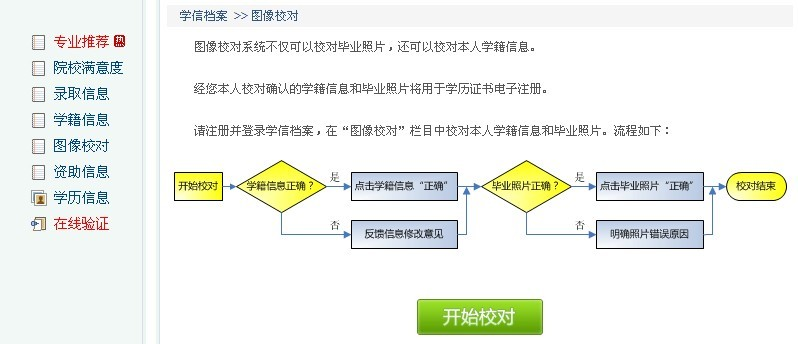 专业推荐 热
院校满意度
录取信息
学籍信息
图像校对
资助信息
学历信息
在线验证
学信档案 >> 图像校对
图像校对系统不仅可以校对毕业照片，还可以校对本人学籍信息。
经您本人校对确认的学籍信息和毕业照片将用于学历证书电子注册。
请注册并登录学信档案，在“图像校对”栏目中校对本人学籍信息和毕业照片。流程如下：
开始校对
学籍信息正确？
是
点击学籍信息“正确”
否
反馈信息修改意见
毕业照片正确？
是
点击毕业照片“正确”
否
明确照片错误原因
校对结束
开始校对